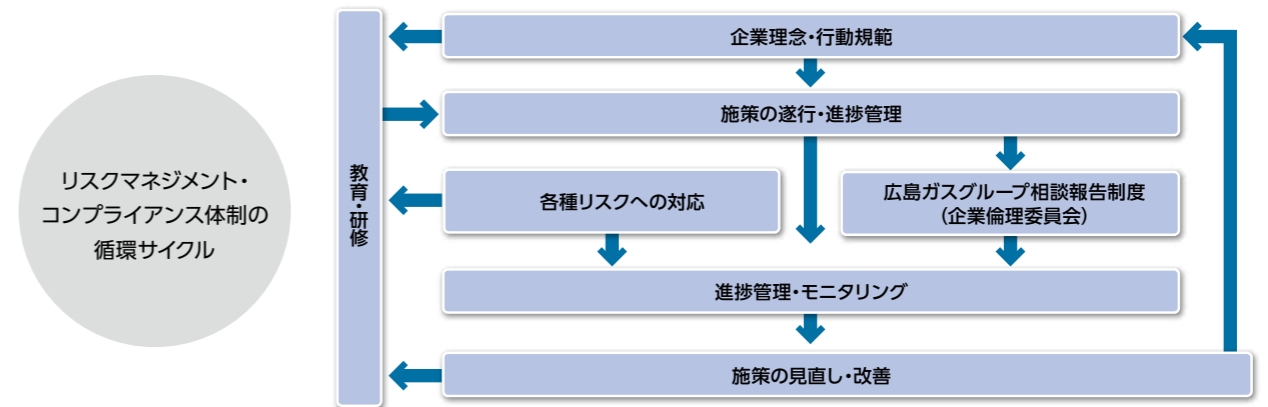 リスクマネジメント・
コンプライアンス体制の
循環サイクル
教育・研修
企業理念・行動規範
施策の遂行・進捗管理
各種リスクへの対応
広島ガスグループ相談報告制度
(企業倫理委員会)
進捗管理・モニタリング
施策の見直し・改善